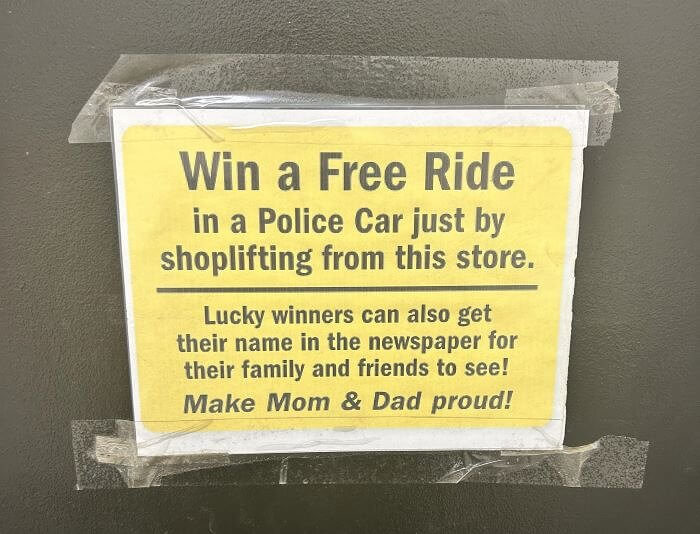 Win a Free Ride
in a Police Car just by
shoplifting from this store.
Lucky winners can also get
their name in the newspaper for
their family and friends to see!
Make Mom & Dad proud!